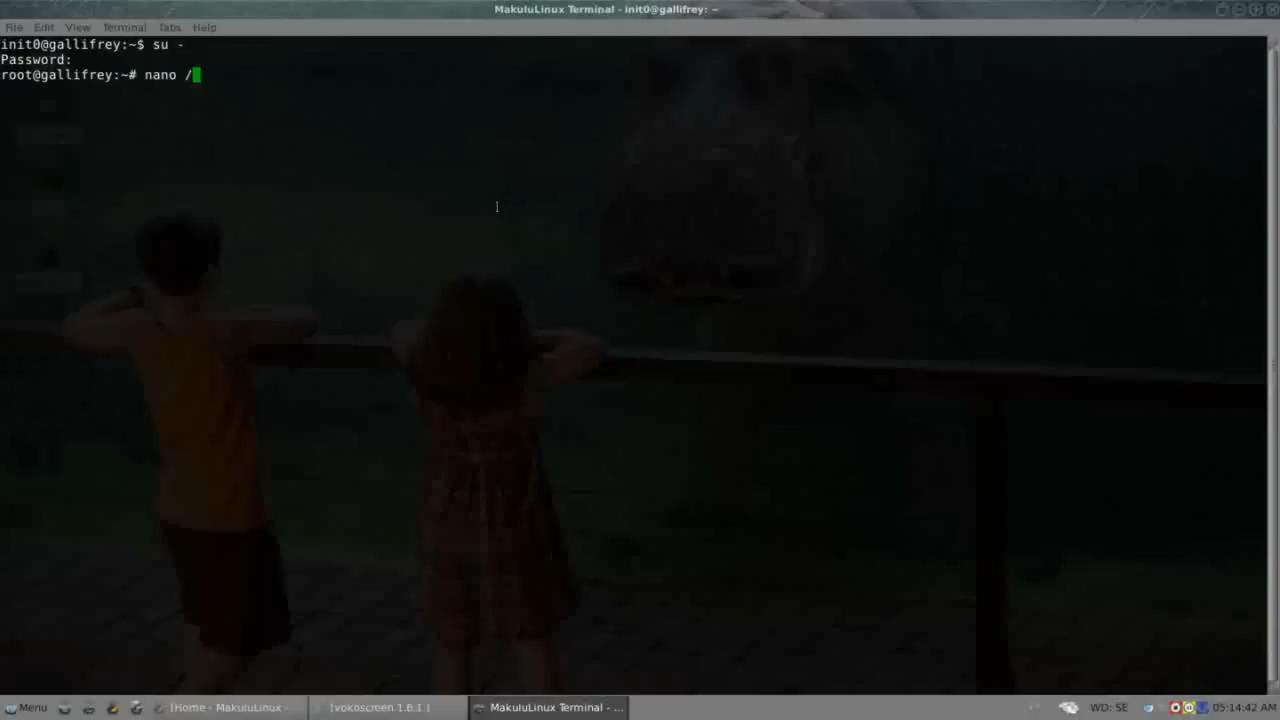 MakuluLinux Terminal - init0@gallifrey: ~
File Edit View Terminal Tabs Help
init0@gallifrey:~$ su -
Password:
root@gallifrey:~# nano /
Menu [Home - MakuluLinux - [vokoscreen 1.6.1 ] MakuluLinux Terminal - ... WD: SE 05:14:42 AM